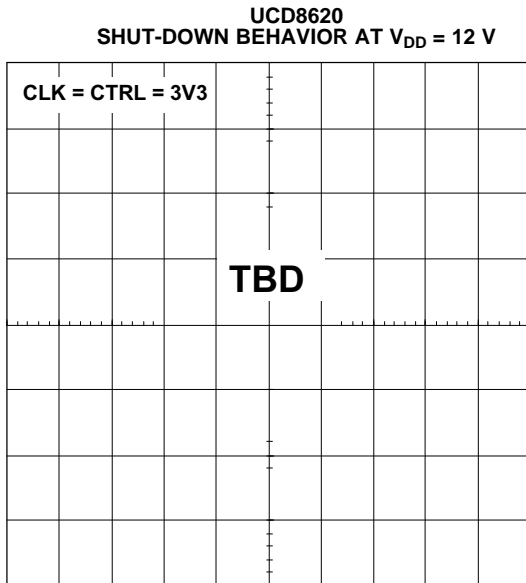 UCD8620
SHUT-DOWN BEHAVIOR AT VDD = 12 V
CLK = CTRL = 3V3
TBD